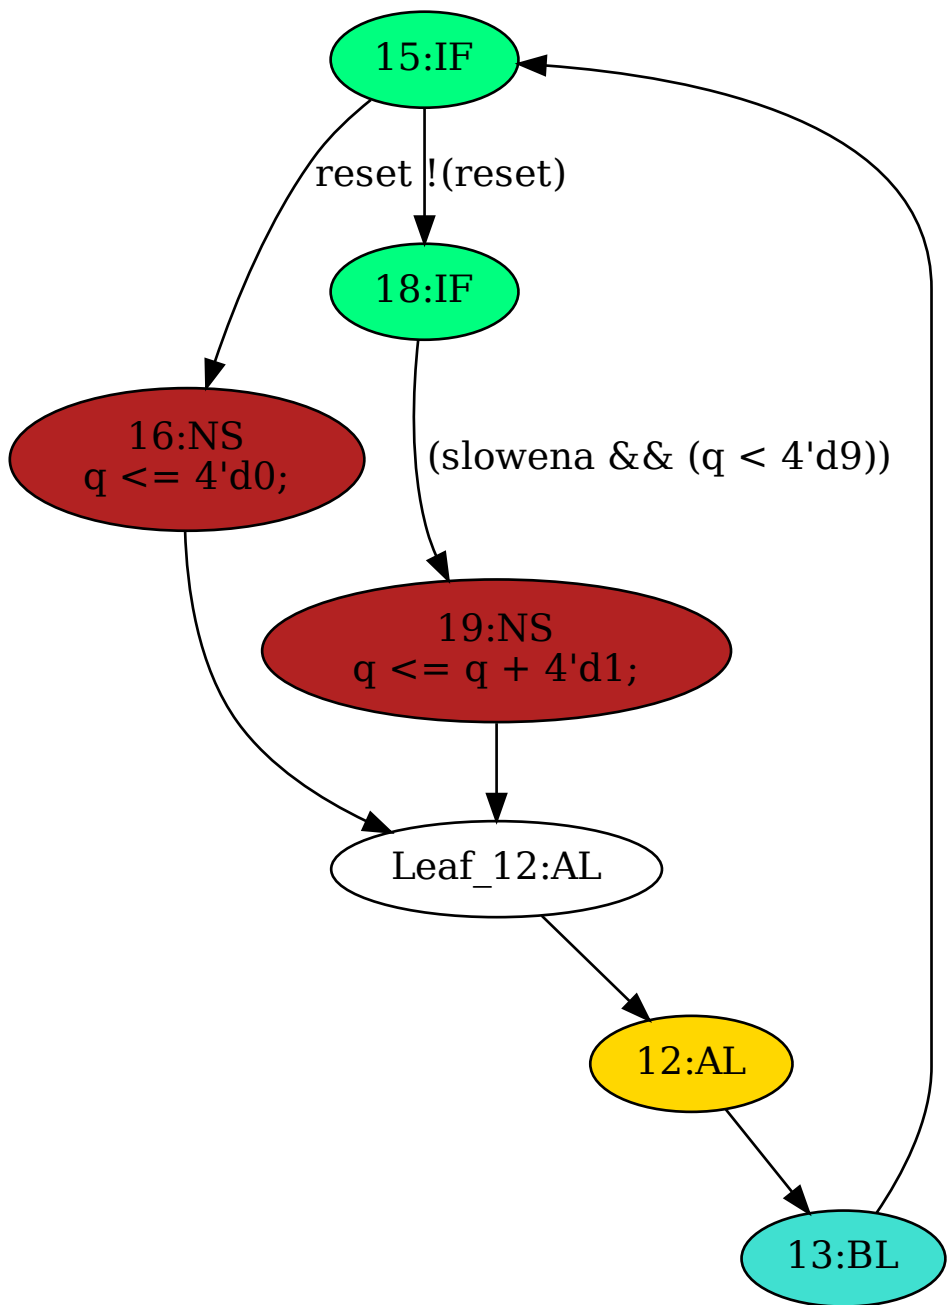 15:IF
reset
!(reset)
18:IF
16:NS
q <= 4'd0;
(slowena && (q < 4'd9))
19:NS
q <= q + 4'd1;
Leaf_12:AL
12:AL
13:BL